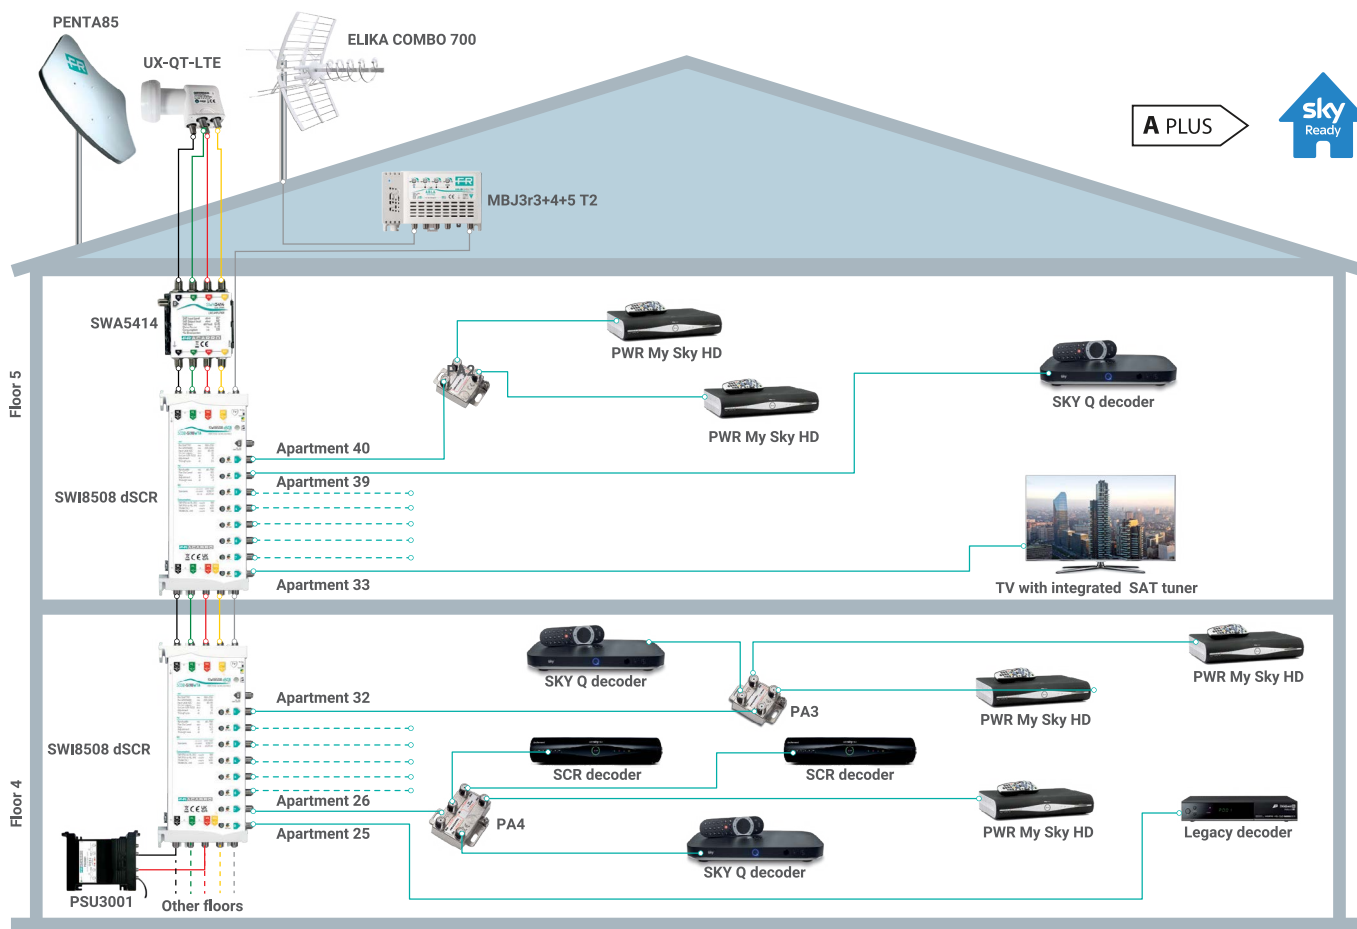 PENTA85
ELIKA COMBO 700
UX-QT-LTE
A PLUS
sky
Ready
MBJ3r3+4+5 T2
SWA5414
PWR My Sky HD
SKY Q decoder
PWR My Sky HD
Floor 5
Apartment 40
Apartment 39
SWI8508 dSCR
Apartment 33
TV with integrated SAT tuner
SKY Q decoder
PWR My Sky HD
Apartment 32
PA3
PWR My Sky HD
SWI8508 dSCR
SCR decoder
SCR decoder
Floor 4
Apartment 26
PA4
PWR My Sky HD
Apartment 25
Legacy decoder
SKY Q decoder
PSU3001
Other floors